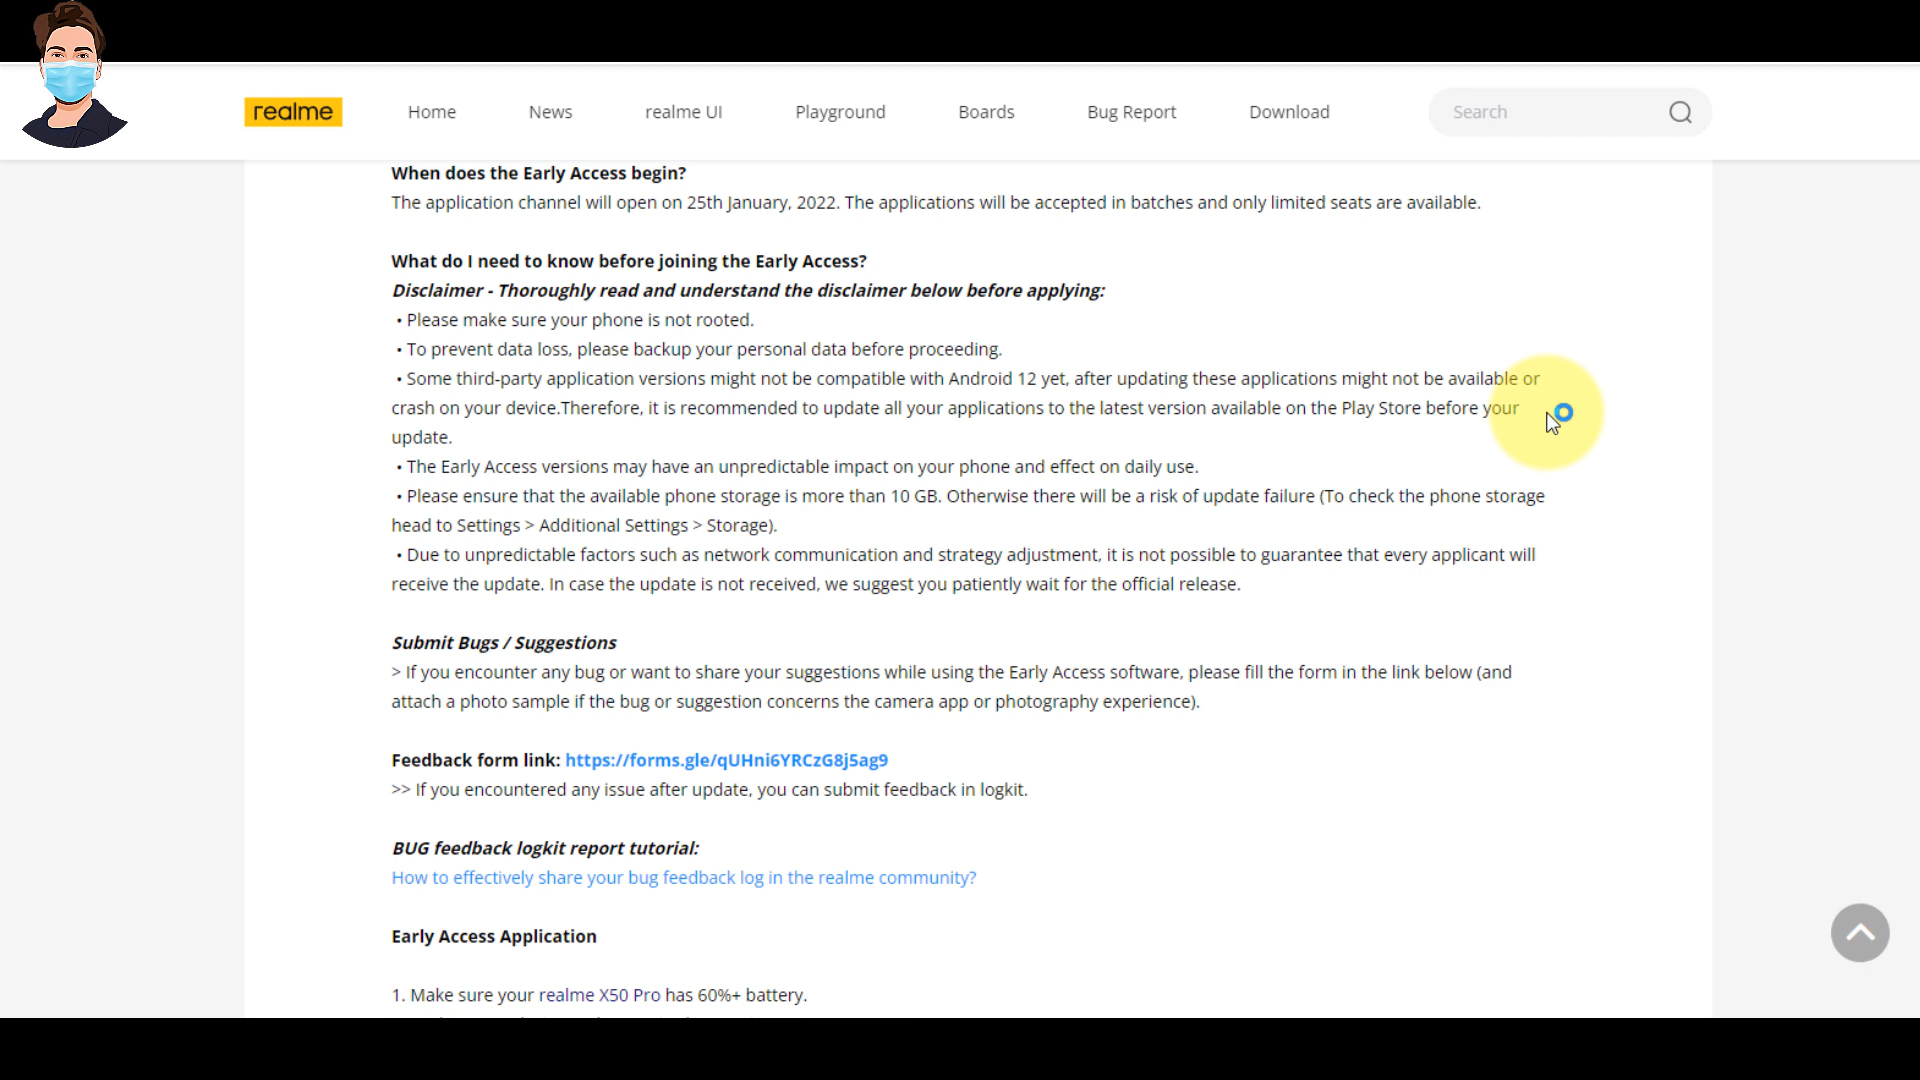 realme
Home
News
realme UI
Playground
Boards
Bug Report
Download
Search
When does the Early Access begin?
The application channel will open on 25th January, 2022. The applications will be accepted in batches and only limited seats are available.
What do I need to know before joining the Early Access?
Disclaimer - Thoroughly read and understand the disclaimer below before applying:
• Please make sure your phone is not rooted.
• To prevent data loss, please backup your personal data before proceeding.
• Some third-party application versions might not be compatible with Android 12 yet, after updating these applications might not be available or
crash on your device.Therefore, it is recommended to update all your applications to the latest version available on the Play Store before your
update.
• The Early Access versions may have an unpredictable impact on your phone and effect on daily use.
• Please ensure that the available phone storage is more than 10 GB. Otherwise there will be a risk of update failure (To check the phone storage
head to Settings > Additional Settings > Storage).
• Due to unpredictable factors such as network communication and strategy adjustment, it is not possible to guarantee that every applicant will
receive the update. In case the update is not received, we suggest you patiently wait for the official release.
Submit Bugs / Suggestions
> If you encounter any bug or want to share your suggestions while using the Early Access software, please fill the form in the link below (and
attach a photo sample if the bug or suggestion concerns the camera app or photography experience).
Feedback form link: https://forms.gle/qUHni6YRCzG8j5ag9
>> If you encountered any issue after update, you can submit feedback in logkit.
BUG feedback logkit report tutorial:
How to effectively share your bug feedback log in the realme community?
Early Access Application
1. Make sure your realme X50 Pro has 60%+ battery.